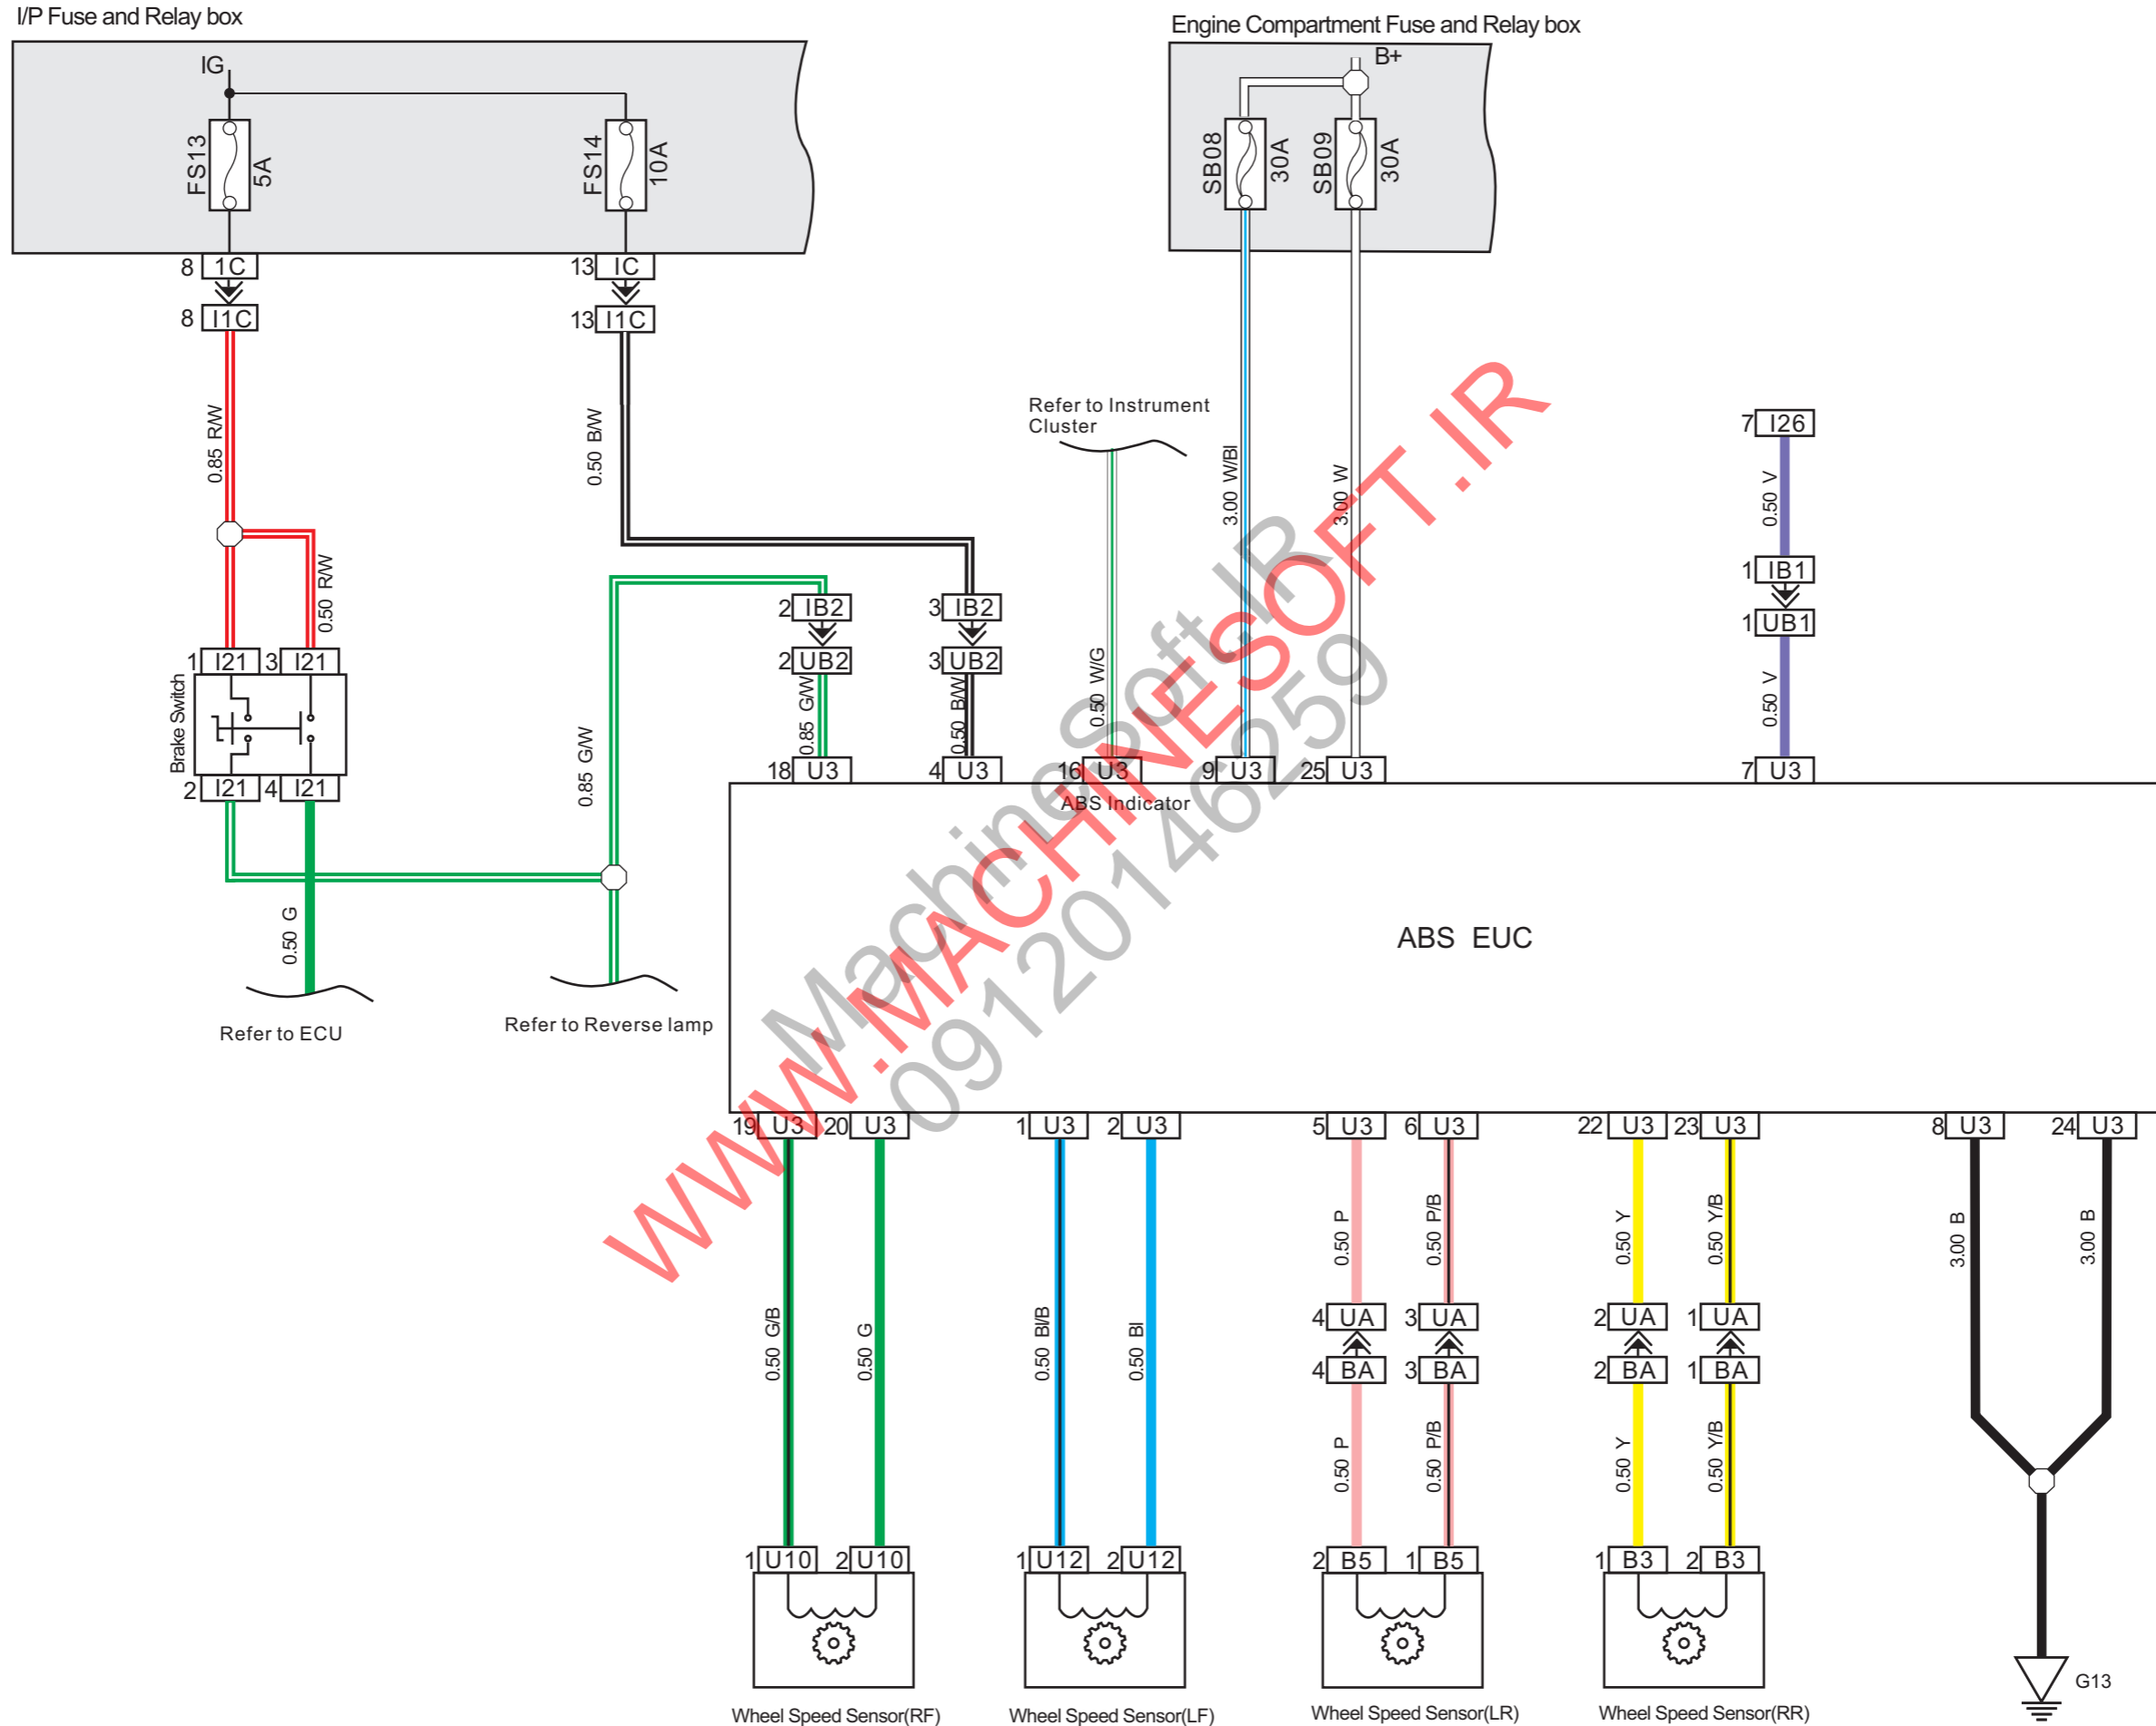 I/P Fuse and Relay box
Engine Compartment Fuse and Relay box
IG
B+
FS13
5A
FS14
10A
SB08
30A
SB09
30A
8 1C
13 IC
8 I1C
13 I1C
0.85 R/W
0.50 B/W
Refer to Instrument
Cluster
3.00 W/Bl
3.00 W
7 I26
0.50 V
0.50 R/W
1 IB1
1 UB1
2 IB2
3 IB2
2 UB2
3 UB2
1 I21 3 I21
Brake Switch
2 I21 4 I21
0.85 G/W
0.85 G/W
0.50 B/W
0.50 W/G
0.50 V
18 U3
4 U3
16 U3
9 U3
25 U3
7 U3
ABS Indicator
0.50 G
Refer to ECU
Refer to Reverse lamp
ABS EUC
MachineSoft.IR
WWW.MACHINESOFT.IR
09120146259
19 U3 20 U3
1 U3 2 U3
5 U3 6 U3
22 U3 23 U3
8 U3 24 U3
0.50 G/B
0.50 G
0.50 Bl/B
0.50 Bl
0.50 P
0.50 P/B
0.50 Y
0.50 Y/B
3.00 B
3.00 B
4 UA 3 UA
2 UA 1 UA
4 BA 3 BA
2 BA 1 BA
0.50 P
0.50 P/B
0.50 Y
0.50 Y/B
1 U10 2 U10
1 U12 2 U12
2 B5 1 B5
1 B3 2 B3
G13
Wheel Speed Sensor(RF)
Wheel Speed Sensor(LF)
Wheel Speed Sensor(LR)
Wheel Speed Sensor(RR)